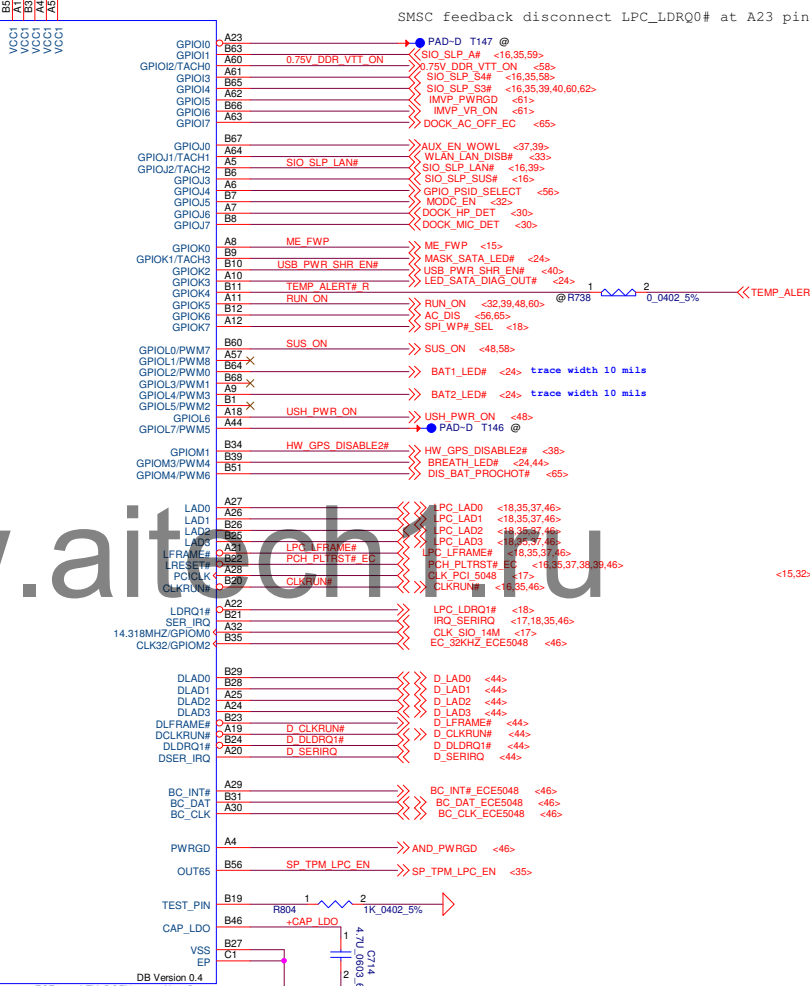 SMSC feedback disconnect LPC_LDRQ0# at A23 pin
VCC1 VCC1 VCC1 VCC1 VCC1
GPIOI0 A23 PAD~D T147 @
GPIOI1 B63 SIO_SLP_A# <16,35,59>
GPIOI2/TACH0 A60 0.75V_DDR_VTT_ON 0.75V_DDR_VTT_ON <58>
GPIOI3 A61 SIO_SLP_S4# <16,35,58>
GPIOI4 B65 SIO_SLP_S3# <16,35,39,40,60,62>
GPIOI5 A62 IMVP_PWRGD <61>
GPIOI6 B66 IMVP_VR_ON <61>
GPIOI7 A63 DOCK_AC_OFF_EC <65>
GPIOJ0 B67 AUX_EN_WOWL <37,39>
GPIOJ1/TACH1 A64 WLAN_LAN_DISB# <33>
GPIOJ2/TACH2 A5 SIO_SLP_LAN# SIO_SLP_LAN# <16,39>
GPIOJ3 B6 SIO_SLP_SUS# <16>
GPIOJ4 A6 GPIO_PSID_SELECT <56>
GPIOJ5 B7 MODC_EN <32>
GPIOJ6 A7 DOCK_HP_DET <30>
GPIOJ7 B8 DOCK_MIC_DET <30>
GPIOK0 A8 ME_FWP ME_FWP <15>
GPIOK1/TACH3 B9 MASK_SATA_LED# <24>
GPIOK2 B10 USB_PWR_SHR_EN# USB_PWR_SHR_EN# <40>
GPIOK3 A10 LED_SATA_DIAG_OUT# <24>
GPIOK4 B11 TEMP_ALERT#_R @ R738 1 2 0_0402_5% TEMP_ALER
GPIOK5 A11 RUN_ON RUN_ON <32,39,48,60>
GPIOK6 B12 AC_DIS <56,65>
GPIOK7 A12 SPI_WP#_SEL <18>
GPIOL0/PWM7 B60 SUS_ON SUS_ON <48,58>
GPIOL1/PWM8 A57
GPIOL2/PWM0 B64 BAT1_LED# <24> trace width 10 mils
GPIOL3/PWM1 B68
GPIOL4/PWM3 A9 BAT2_LED# <24> trace width 10 mils
GPIOL5/PWM2 B1
GPIOL6 A18 USH_PWR_ON USH_PWR_ON <48>
GPIOL7/PWM5 A44 PAD~D T146 @
GPIOM1 B34 HW_GPS_DISABLE2# HW_GPS_DISABLE2# <38>
GPIOM3/PWM4 B39 BREATH_LED# <24,44>
GPIOM4/PWM6 B51 DIS_BAT_PROCHOT# <65>
LAD0 A27 LPC_LAD0 <18,35,37,46>
LAD1 A26 LPC_LAD1 <18,35,37,46>
LAD2 B26 LPC_LAD2 <18,35,37,46>
LAD3 B25 LPC_LAD3 <18,35,37,46>
LFRAME# A21 LPC_LFRAME# LPC_LFRAME# <18,35,37,46>
LRESET# B22 PCH_PLTRST#_EC PCH_PLTRST#_EC <16,35,37,38,39,46>
PCICLK A28 CLK_PCI_5048 <17> <15,32>
CLKRUN# B20 CLKRUN# CLKRUN# <16,35,46>
www.aitech1.ru
LDRQ1# A22 LPC_LDRQ1# <18>
SER_IRQ B21 IRQ_SERIRQ <17,18,35,46>
14.318MHZ/GPIOM0 A32 CLK_SIO_14M <17>
CLK32/GPIOM2 B35 EC_32KHZ_ECE5048 <46>
DLAD0 B29 D_LAD0 <44>
DLAD1 B28 D_LAD1 <44>
DLAD2 A25 D_LAD2 <44>
DLAD3 A24 D_LAD3 <44>
DLFRAME# B23 D_LFRAME# <44>
DCLKRUN# A19 D_CLKRUN# D_CLKRUN# <44>
DLDRQ1# B24 D_DLDRQ1# D_DLDRQ1# <44>
DSER_IRQ A20 D_SERIRQ D_SERIRQ <44>
BC_INT# A29 BC_INT#_ECE5048 <46>
BC_DAT B31 BC_DAT_ECE5048 <46>
BC_CLK A30 BC_CLK_ECE5048 <46>
PWRGD A4 AND_PWRGD <46>
OUT65 B56 SP_TPM_LPC_EN SP_TPM_LPC_EN <35>
TEST_PIN B19 R804 1 2 1K_0402_5%
CAP_LDO B46 +CAP_LDO 1 2 C714
VSS B27
EP C1
DB Version 0.4